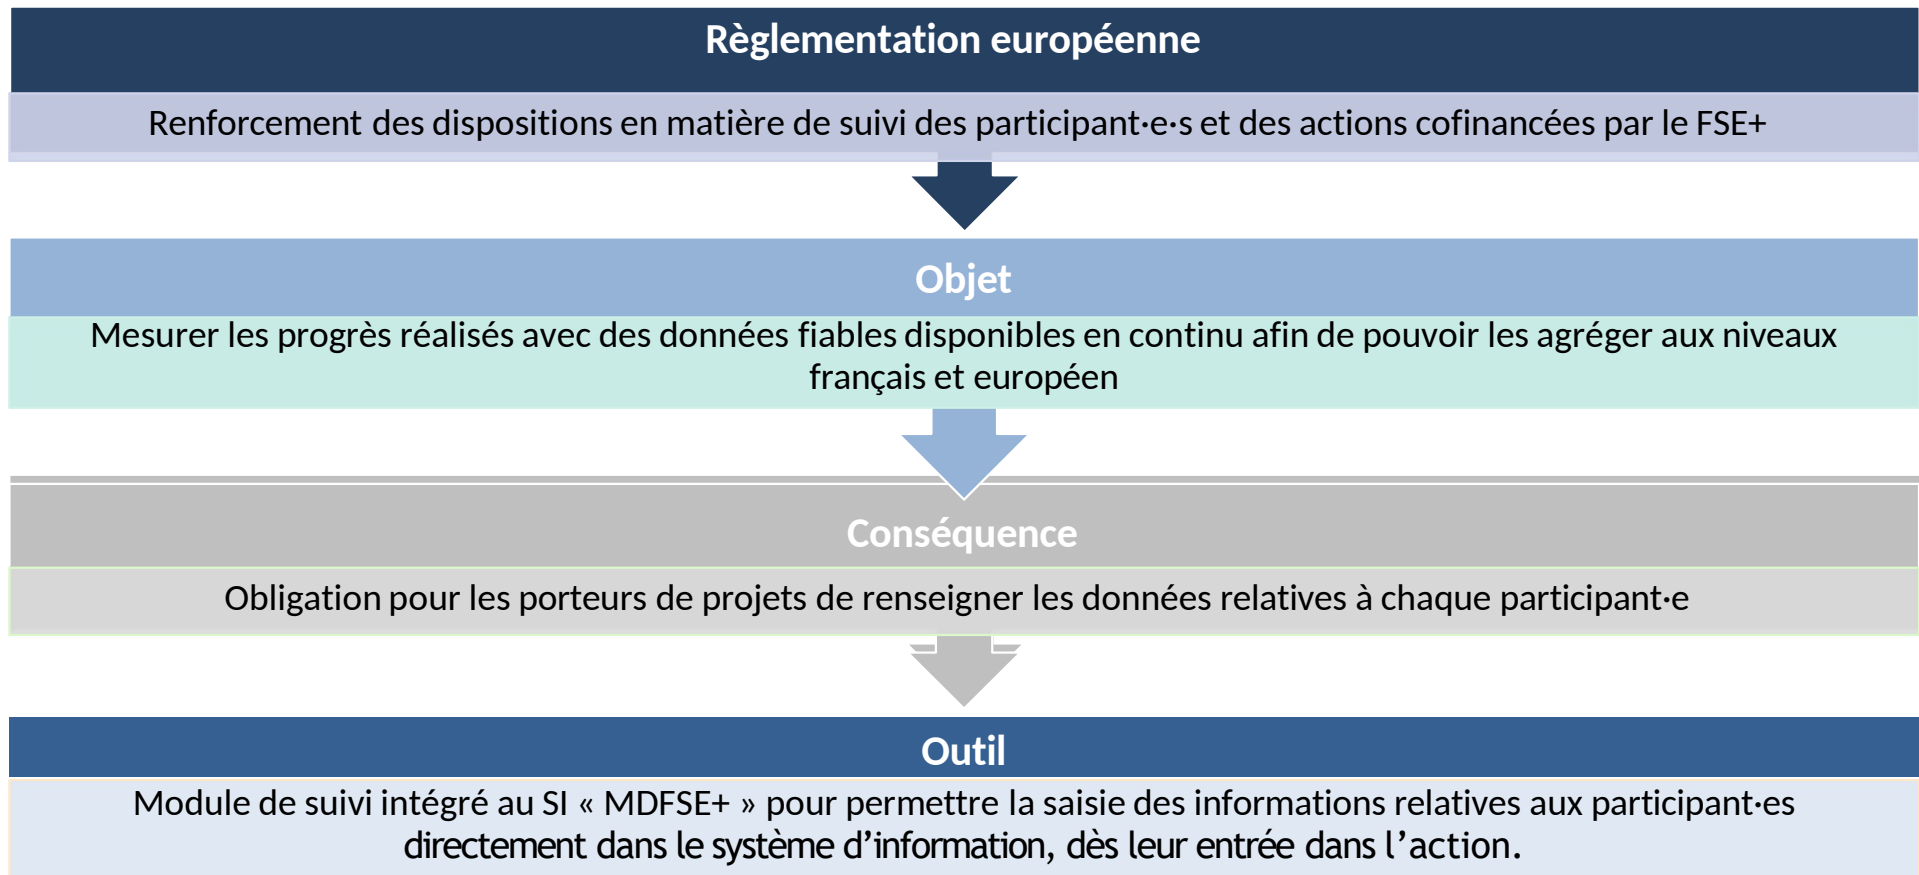 Règlementation européenne
Renforcement des dispositions en matière de suivi des participant·e·s et des actions cofinancées par le FSE+
Objet
Mesurer les progrès réalisés avec des données fiables disponibles en continu afin de pouvoir les agréger aux niveaux
français et européen
Conséquence
Obligation pour les porteurs de projets de renseigner les données relatives à chaque participant·e
Outil
Module de suivi intégré au SI « MDFSE+ » pour permettre la saisie des informations relatives aux participant·es
directement dans le système d’information, dès leur entrée dans l’action.